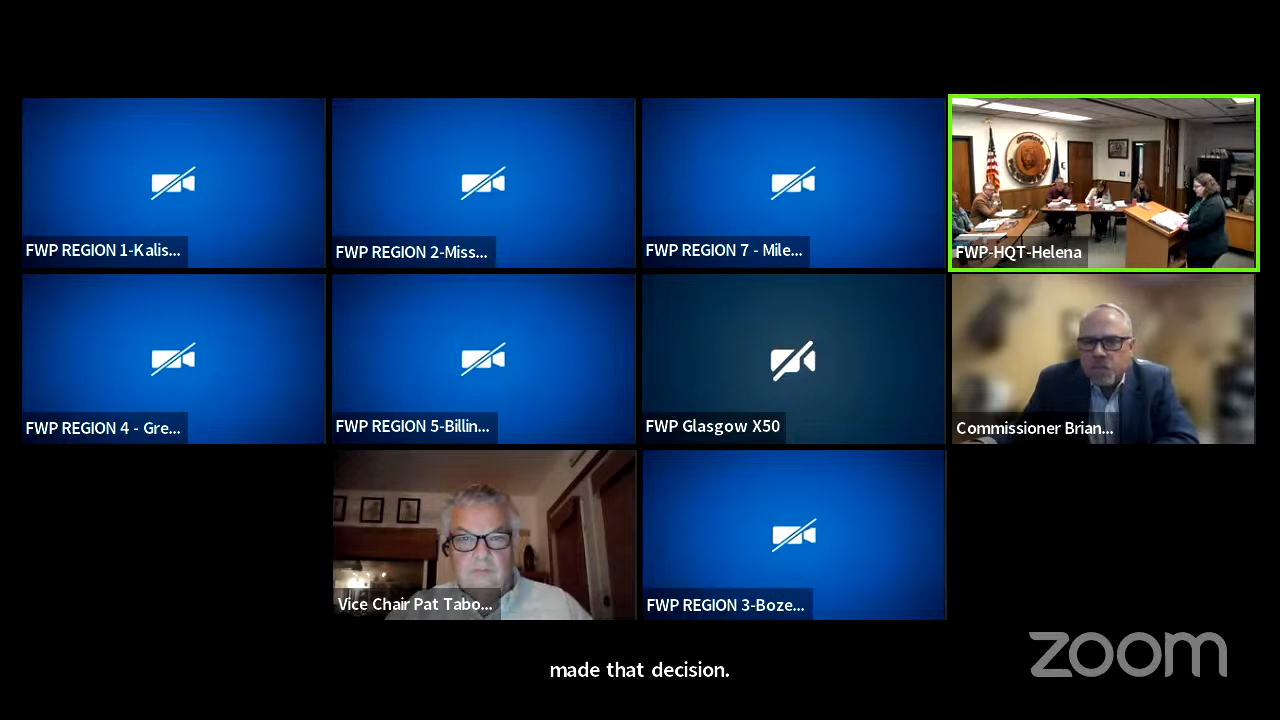 FWP REGION 1-Kalis...
FWP REGION 2-Miss...
FWP REGION 7 - Mile...
FWP-HQT-Helena
FWP REGION 4 - Gre...
FWP REGION 5-Billin...
FWP Glasgow X50
Commissioner Brian...
Vice Chair Pat Tabo...
FWP REGION 3-Boze...
made that decision.
zoom